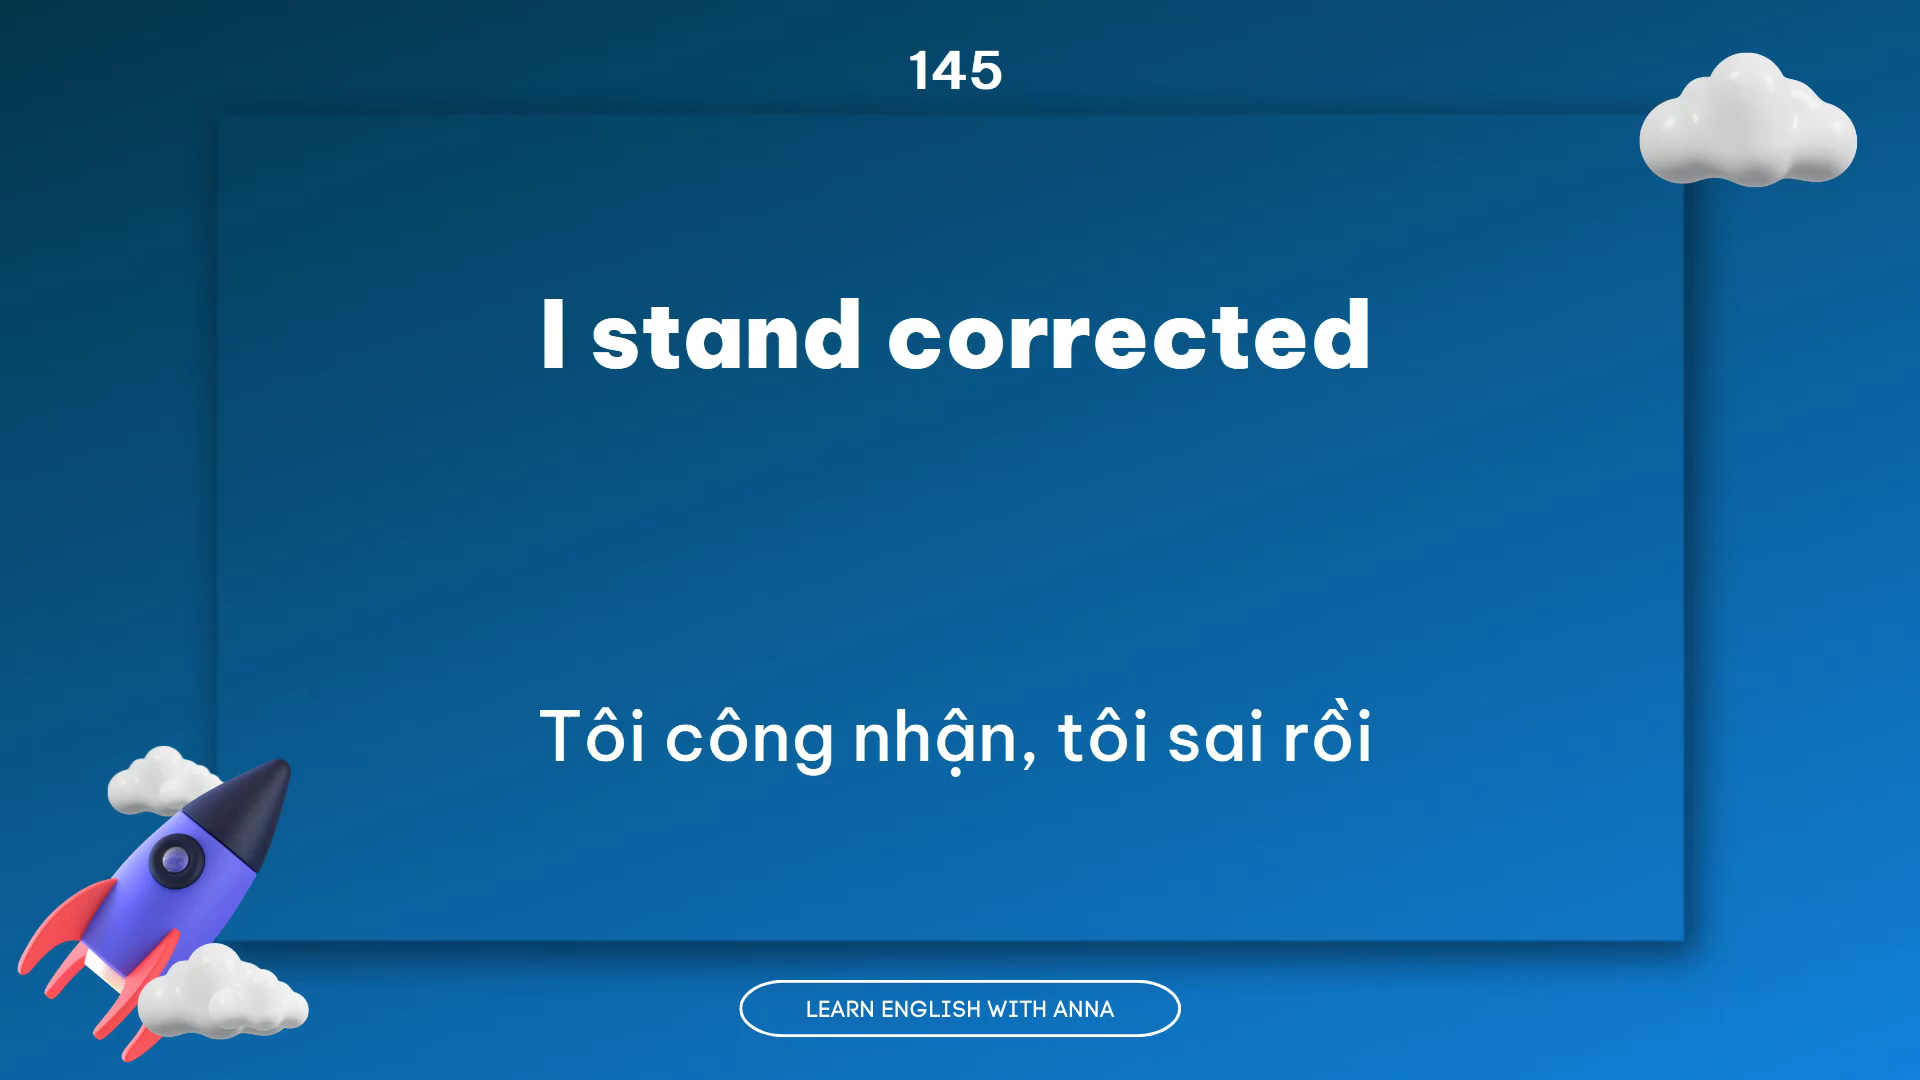 145
I stand corrected
Tôi công nhận, tôi sai rồi
LEARN ENGLISH WITH ANNA